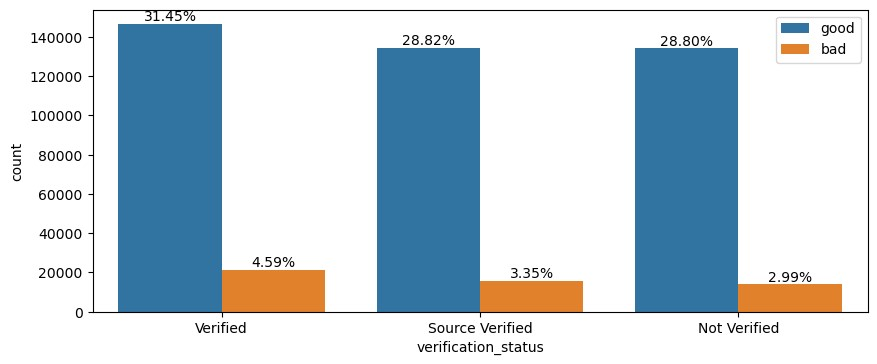 31.45%
28.82%
28.80%
good
bad
140000
120000
100000
80000
60000
40000
20000
0
count
4.59%
3.35%
2.99%
Verified
Source Verified
Not Verified
verification_status